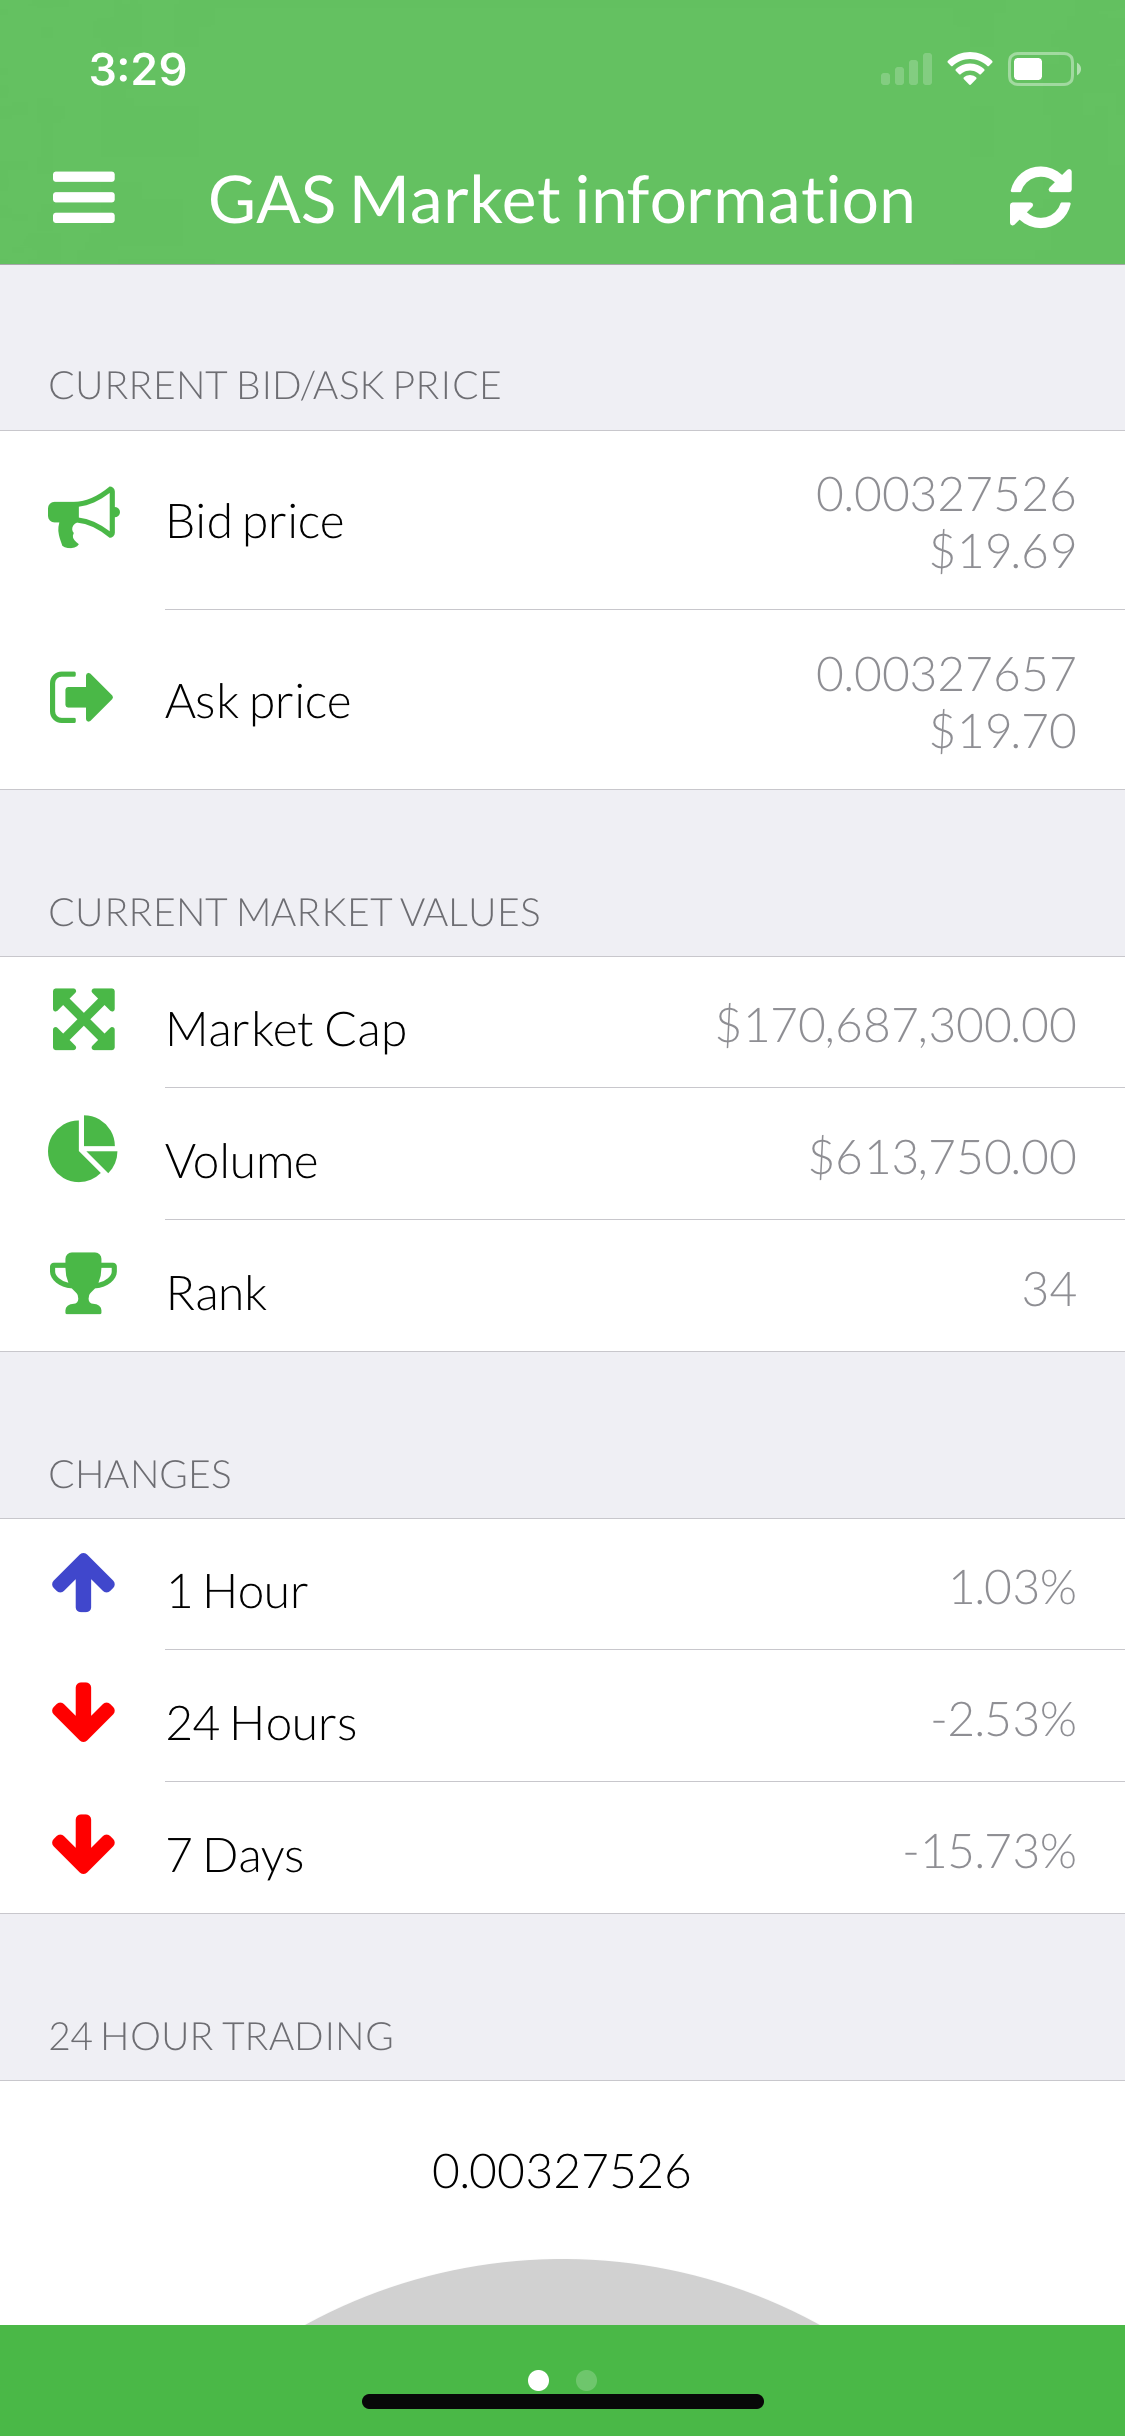 3:29
GAS Market information
CURRENT BID/ASK PRICE
Bid price
0.00327526
$19.69
Ask price
0.00327657
$19.70
CURRENT MARKET VALUES
Market Cap $170,687,300.00
Volume $613,750.00
Rank 34
CHANGES
1 Hour 1.03%
24 Hours -2.53%
7 Days -15.73%
24 HOUR TRADING
0.00327526